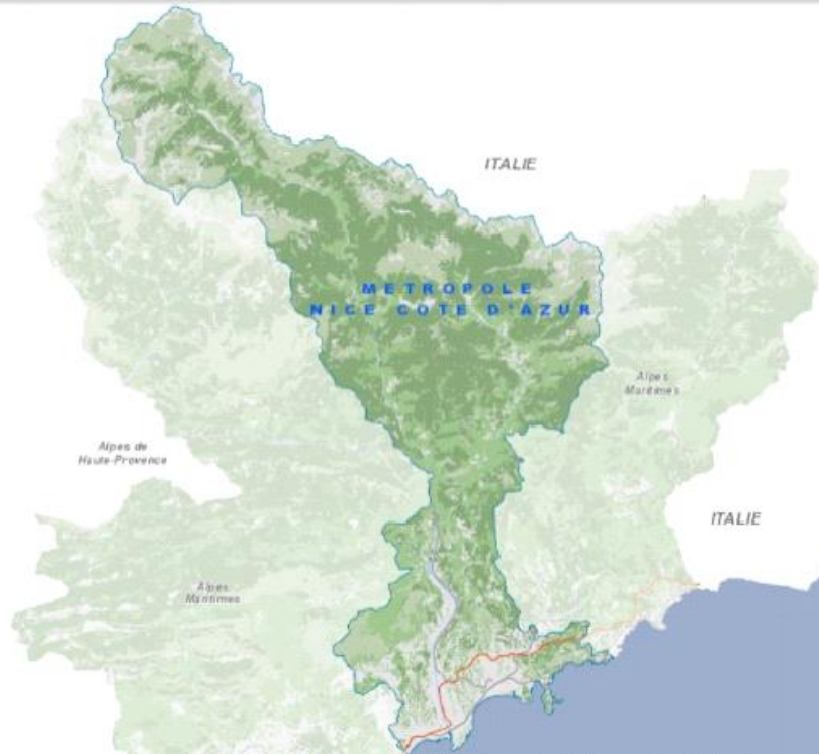 ITALIE
METROPOLE
NICE COTE D'AZUR
Alpes
Maritimes
Alpes de
Haute-Provence
ITALIE
Alpes
Maritimes